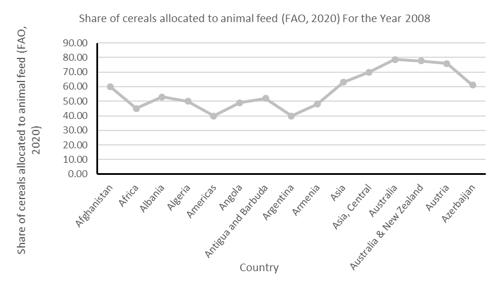 Share of cereals allocated to animal feed (FAO, 2020) For the Year 2008
Share of cereals allocated to animal feed (FAO,
2020)
90.00
80.00
70.00
60.00
50.00
40.00
30.00
20.00
10.00
0.00
Afghanistan
Africa
Albania
Algeria
Americas
Angola
Antigua and Barbuda
Argentina
Armenia
Asia
Asia, Central
Australia
Australia & New Zealand
Austria
Azerbaijan
Country